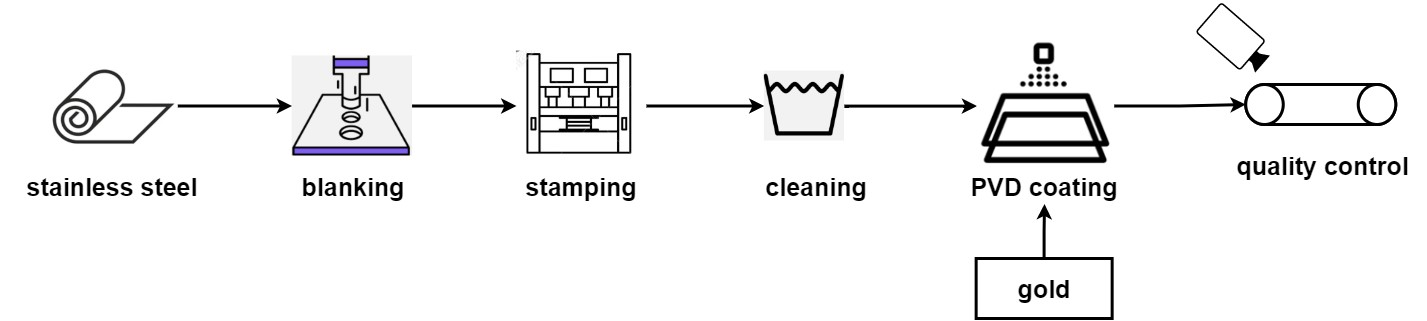 stainless steel
blanking
stamping
cleaning
PVD coating
quality control
gold